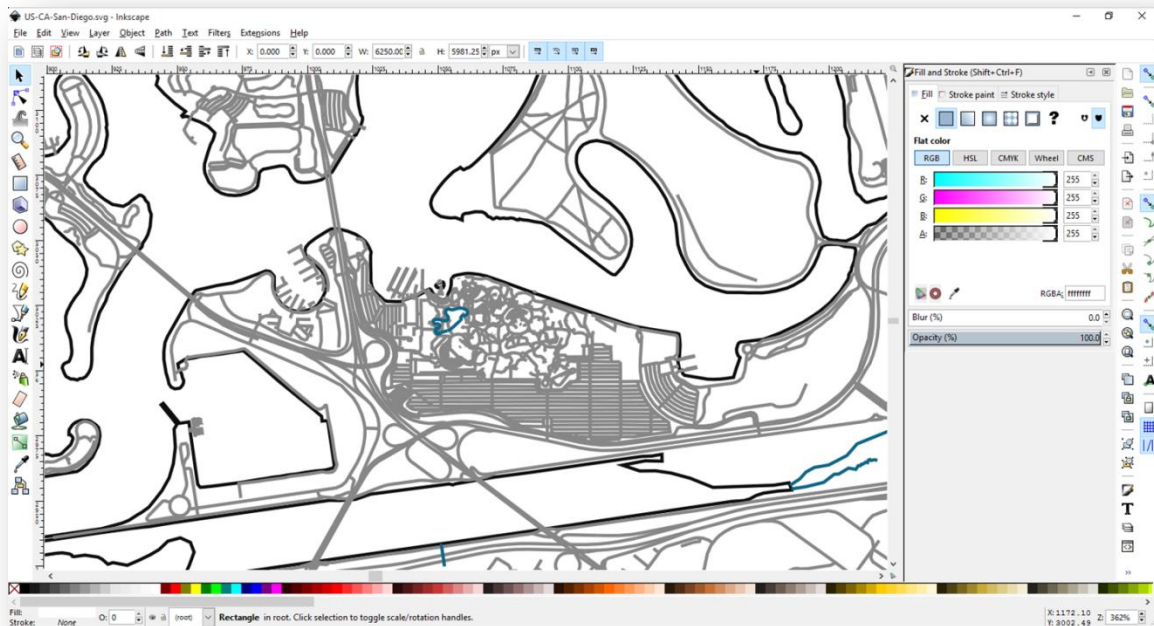 US-CA-San-Diego.svg - Inkscape
File Edit View Layer Object Path Text Filters Extensions Help
X: 0.000 Y: 0.000 W: 6250.00 H: 5981.25 px
Fill and Stroke (Shift+Ctrl+F)
Fill Stroke paint Stroke style
?
Flat color
RGB HSL CMYK Wheel CMS
R: 255
G: 255
B: 255
A: 255
RGBA: ffffffff
Blur (%) 0.0
Opacity (%) 100.0
Fill:
Stroke: None
O: 0 (root) Rectangle in root. Click selection to toggle scale/rotation handles.
X: 1172.10
Y: 3002.49
Z: 362%